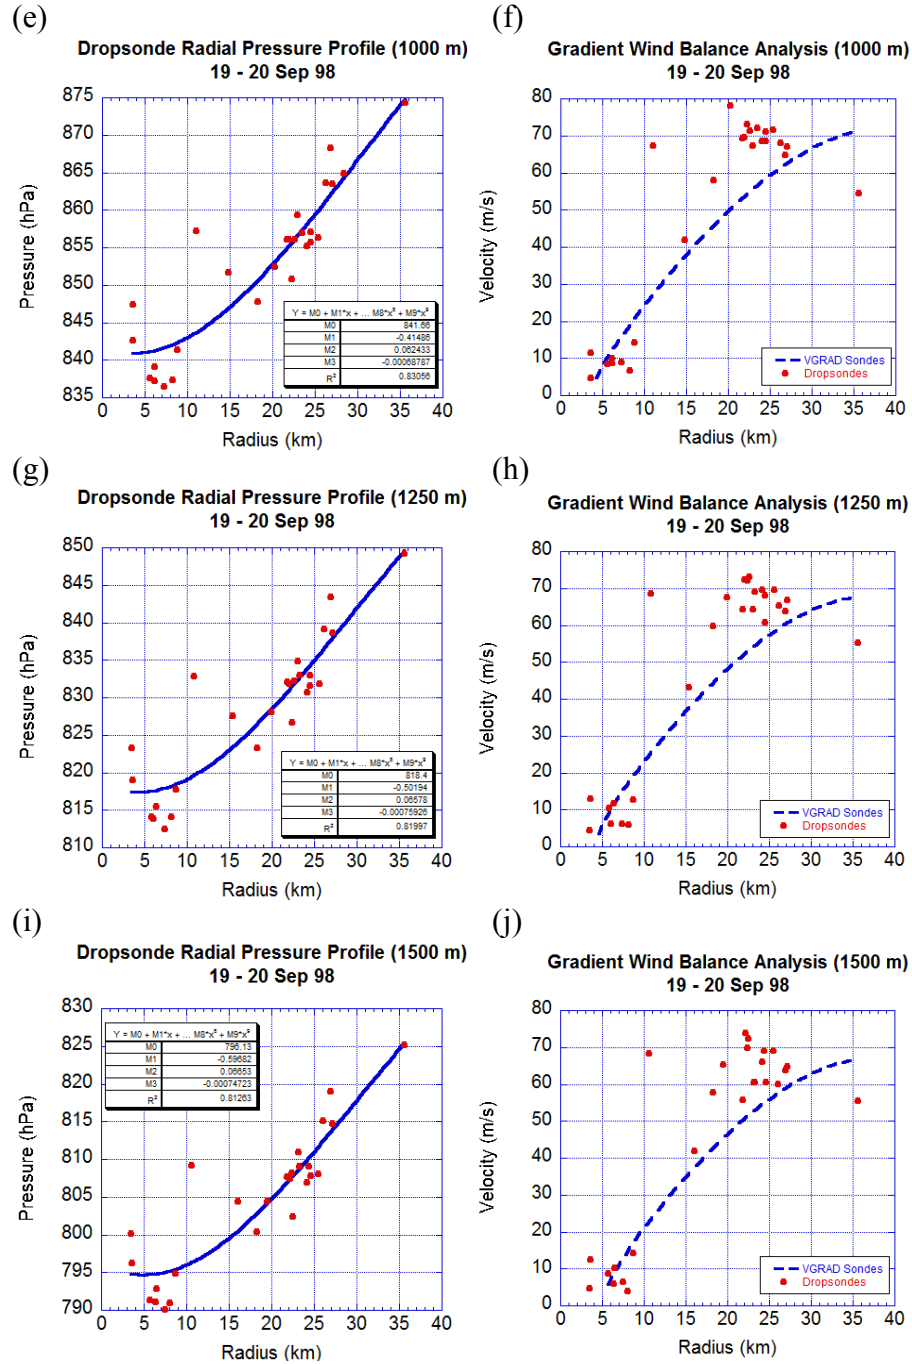 (e)
Dropsonde Radial Pressure Profile (1000 m)
19 - 20 Sep 98
875
870
865
860
855
850
845
840
835
Pressure (hPa)
Y = M0 + M1*x + ... M8*x⁸ + M9*x⁹
M0 841.66
M1 -0.41486
M2 0.062433
M3 -0.00068787
R² 0.83056
0 5 10 15 20 25 30 35 40
Radius (km)
(f)
Gradient Wind Balance Analysis (1000 m)
19 - 20 Sep 98
80
70
60
50
40
30
20
10
0
Velocity (m/s)
VGRAD Sondes
Dropsondes
0 5 10 15 20 25 30 35 40
Radius (km)
(g)
Dropsonde Radial Pressure Profile (1250 m)
19 - 20 Sep 98
850
845
840
835
830
825
820
815
810
Pressure (hPa)
Y = M0 + M1*x + ... M8*x⁸ + M9*x⁹
M0 818.4
M1 -0.50194
M2 0.06578
M3 -0.00075926
R² 0.81997
0 5 10 15 20 25 30 35 40
Radius (km)
(h)
Gradient Wind Balance Analysis (1250 m)
19 - 20 Sep 98
80
70
60
50
40
30
20
10
0
Velocity (m/s)
VGRAD Sondes
Dropsondes
0 5 10 15 20 25 30 35 40
Radius (km)
(i)
Dropsonde Radial Pressure Profile (1500 m)
19 - 20 Sep 98
830
825
820
815
810
805
800
795
790
Pressure (hPa)
Y = M0 + M1*x + ... M8*x⁸ + M9*x⁹
M0 796.13
M1 -0.59682
M2 0.06653
M3 -0.00074723
R² 0.81263
0 5 10 15 20 25 30 35 40
Radius (km)
(j)
Gradient Wind Balance Analysis (1500 m)
19 - 20 Sep 98
80
70
60
50
40
30
20
10
0
Velocity (m/s)
VGRAD Sondes
Dropsondes
0 5 10 15 20 25 30 35 40
Radius (km)